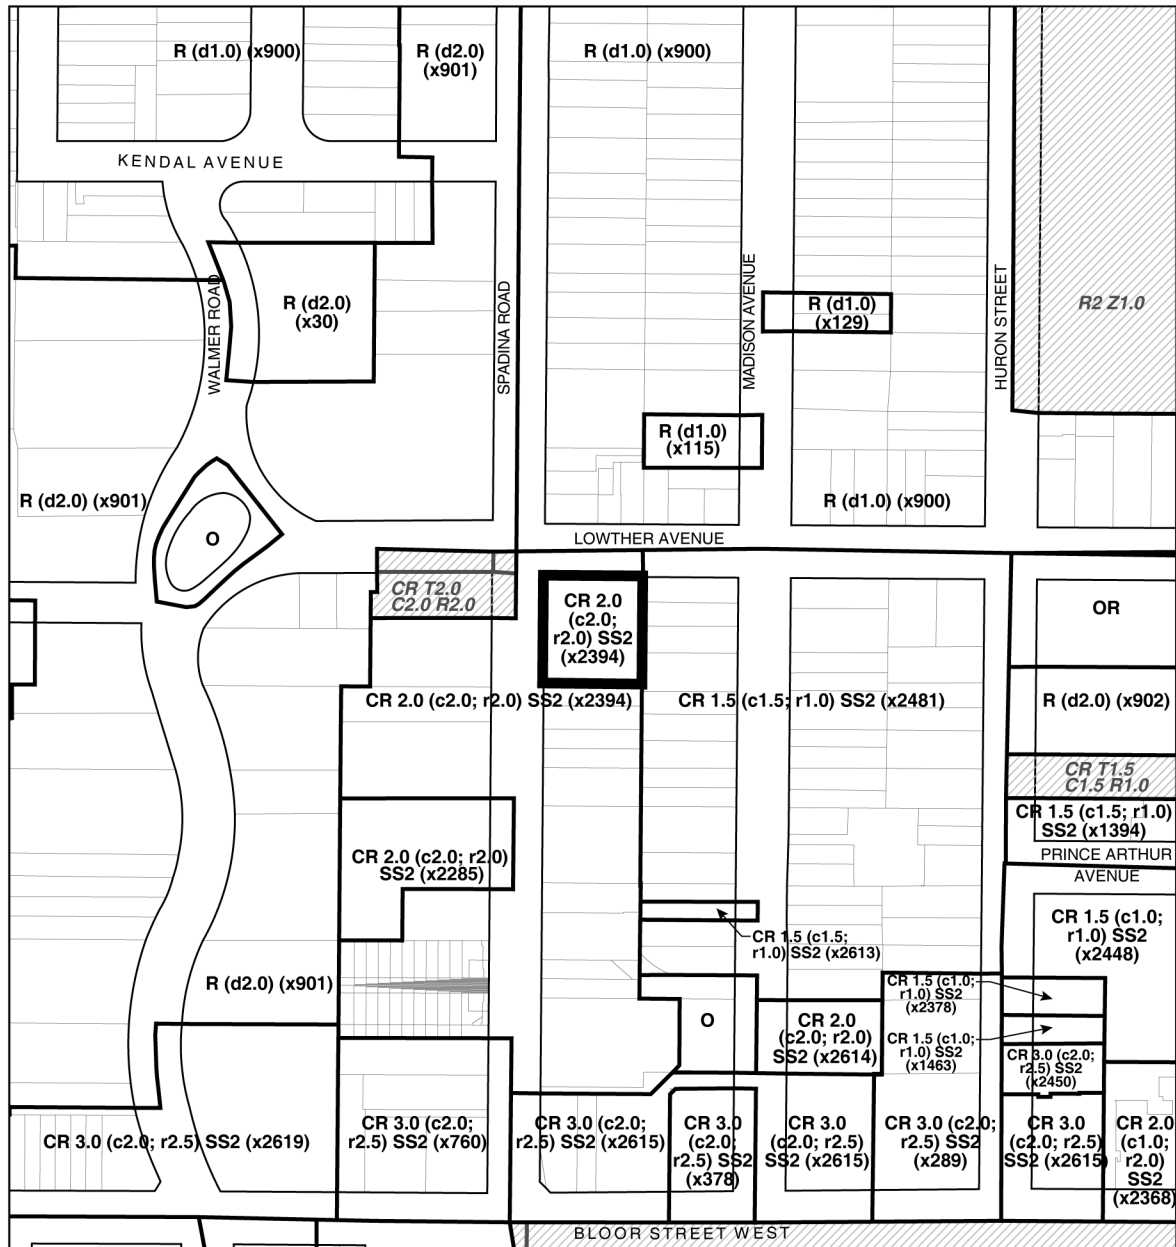 R (d1.0) (x900)
R (d2.0)
(x901)
R (d1.0) (x900)
KENDAL AVENUE
WALMER ROAD
R (d2.0)
(x30)
SPADINA ROAD
MADISON AVENUE
R (d1.0)
(x129)
HURON STREET
R2 Z1.0
R (d1.0)
(x115)
R (d2.0) (x901)
R (d1.0) (x900)
O
LOWTHER AVENUE
CR T2.0
C2.0 R2.0
CR 2.0
(c2.0;
r2.0) SS2
(x2394)
OR
CR 2.0 (c2.0; r2.0) SS2 (x2394)
CR 1.5 (c1.5; r1.0) SS2 (x2481)
R (d2.0) (x902)
CR T1.5
C1.5 R1.0
CR 1.5 (c1.5; r1.0)
SS2 (x1394)
PRINCE ARTHUR
AVENUE
CR 2.0 (c2.0; r2.0)
SS2 (x2285)
CR 1.5 (c1.5;
r1.0) SS2 (x2613)
CR 1.5 (c1.0;
r1.0) SS2
(x2448)
R (d2.0) (x901)
CR 1.5 (c1.0;
r1.0) SS2
(x2378)
O
CR 2.0
(c2.0; r2.0)
SS2 (x2614)
CR 1.5 (c1.0;
r1.0) SS2
(x1463)
CR 3.0 (c2.0;
r2.5) SS2
(x2450)
CR 3.0 (c2.0; r2.5) SS2 (x2619)
CR 3.0 (c2.0;
r2.5) SS2 (x760)
CR 3.0 (c2.0;
r2.5) SS2 (x2615)
CR 3.0
(c2.0;
r2.5) SS2
(x378)
CR 3.0
(c2.0; r2.5)
SS2 (x2615)
CR 3.0 (c2.0;
r2.5) SS2
(x289)
CR 3.0
(c2.0; r2.5)
SS2 (x2615)
CR 2.0
(c1.0;
r2.0)
SS2
(x2368)
BLOOR STREET WEST